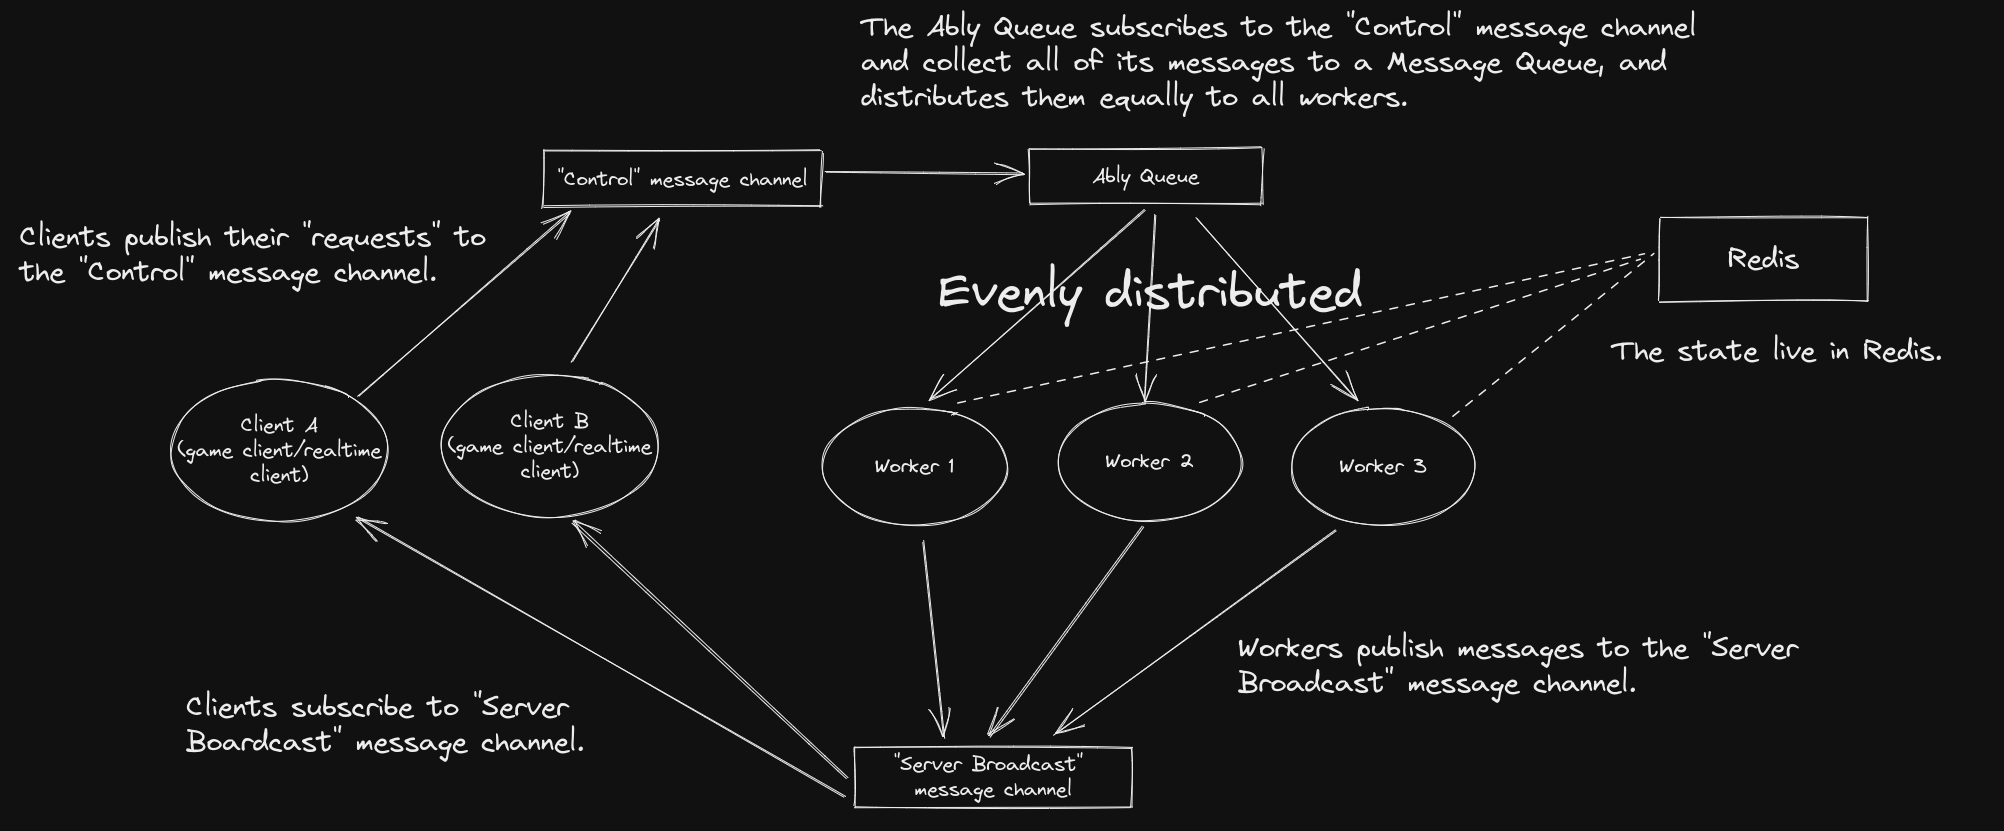 The Ably Queue subscribes to the "Control" message channel
and collect all of its messages to a Message Queue, and
distributes them equally to all workers.
"Control" message channel
Ably Queue
Clients publish their "requests" to
the "Control" message channel.
Redis
Evenly distributed
The state live in Redis.
Client A
(game client/realtime
client)
Client B
(game client/realtime
client)
Worker 1
Worker 2
Worker 3
Workers publish messages to the "Server
Broadcast" message channel.
Clients subscribe to "Server
Boardcast" message channel.
"Server Broadcast"
message channel